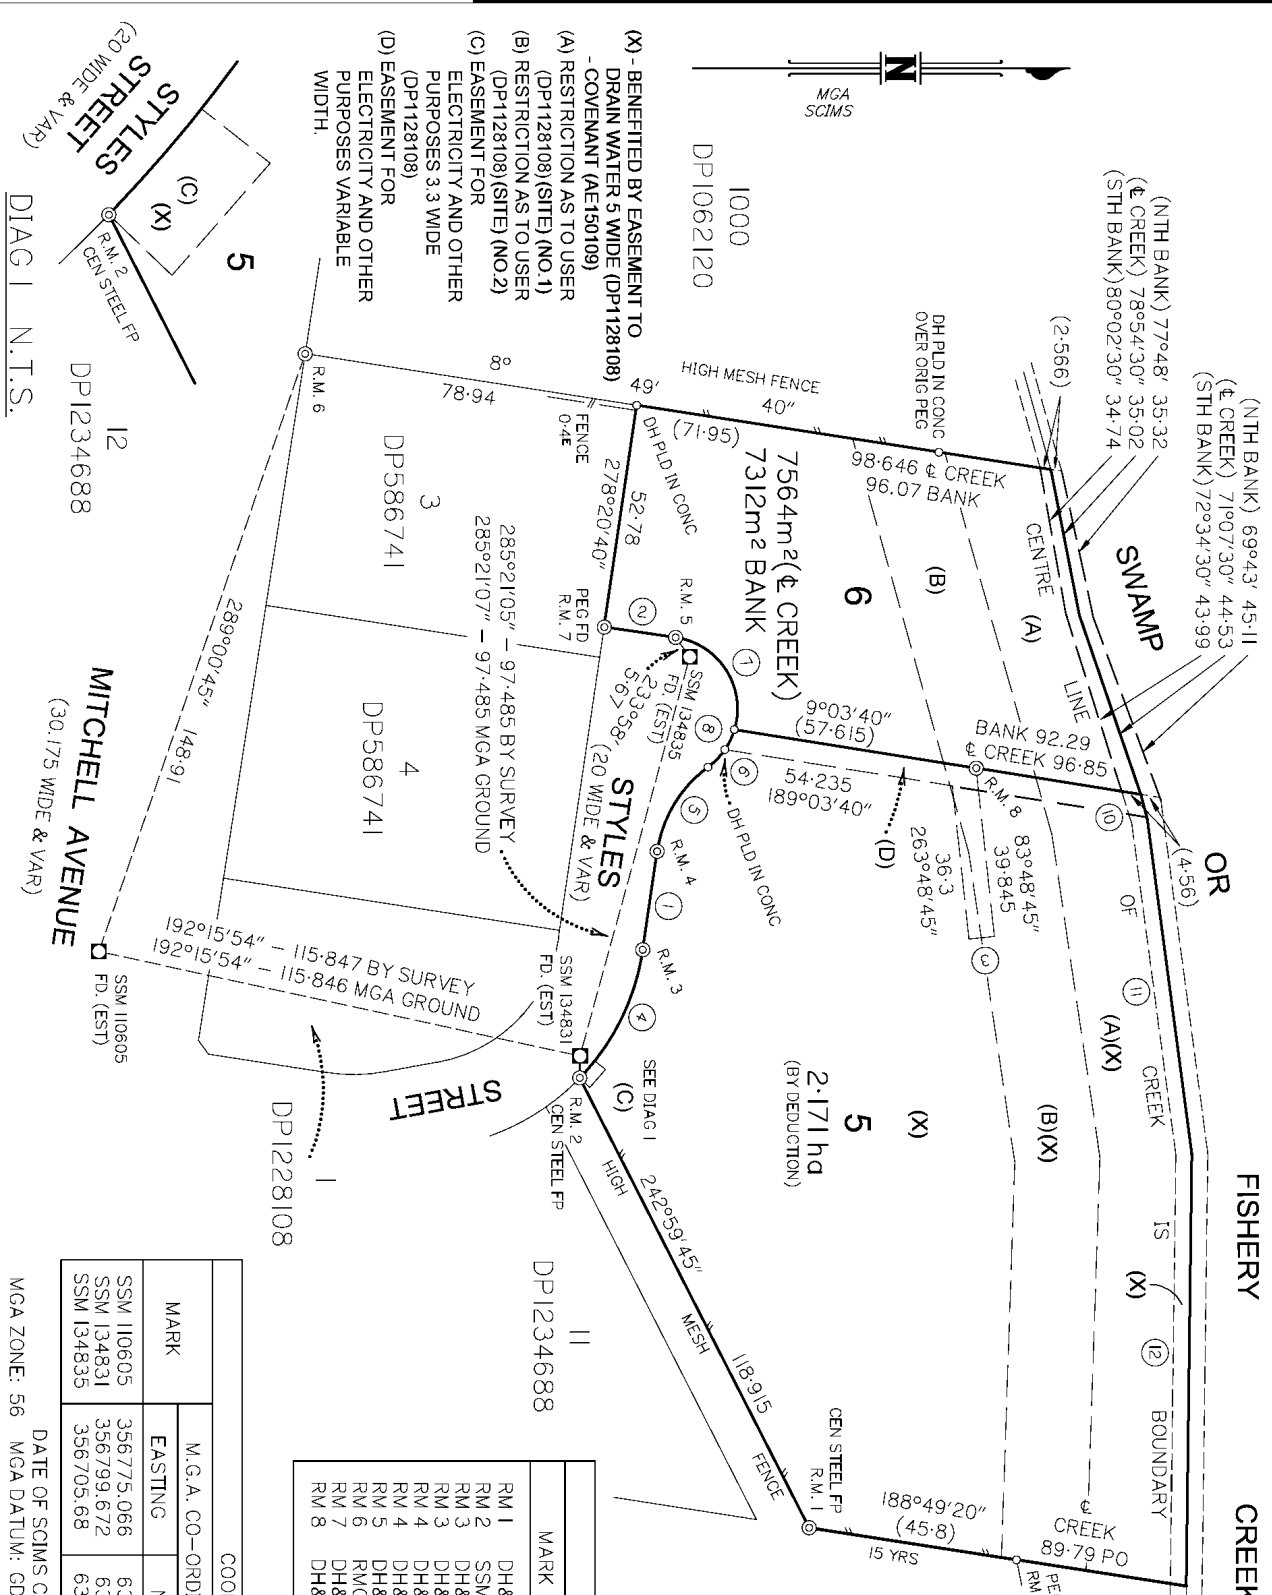 (NTH BANK) 69°43' 45·11
(℄ CREEK) 71°07'30" 44·53
(STH BANK) 72°34'30" 43·99
(NTH BANK) 77°48' 35·32
(℄ CREEK) 78°54'30" 35·02
(STH BANK) 80°02'30" 34·74
N
MGA
SCIMS
1000
DP1062120
(2·566)
SWAMP
OR
FISHERY
CREEK
(4·56)
(X) - BENEFITED BY EASEMENT TO
DRAIN WATER 5 WIDE (DP1128108)
- COVENANT (AE150109)
(A) RESTRICTION AS TO USER
(DP1128108)(SITE) (NO.1)
(B) RESTRICTION AS TO USER
(DP1128108)(SITE) (NO.2)
(C) EASEMENT FOR
ELECTRICITY AND OTHER
PURPOSES 3.3 WIDE
(DP1128108)
(D) EASEMENT FOR
ELECTRICITY AND OTHER
PURPOSES VARIABLE
WIDTH.
STYLES
STREET
(20 WIDE & VAR)
(C)
(X)
5
R.M. 2
CEN STEEL FP
DIAG 1 N.T.S.
12
DP1234688
DH PLD IN CONC
OVER ORIG PEG
HIGH MESH FENCE
8°
49'
40"
78·94
(71·95)
98·646 ℄ CREEK
96.07 BANK
R.M. 6
FENCE
0·4E
DH PLD IN CONC
278°20'40"
52·78
7564m² (℄ CREEK)
7312m² BANK
6
(B)
(A)
CENTRE
LINE
OF
CREEK
IS
BOUNDARY
3
DP586741
4
DP586741
PEG FD
R.M. 7
2
R.M. 5
7
SSM 134835
FD. (EST)
233°58'
5·67
8
6
5
DH PLD IN CONC
9°03'40"
(57·615)
BANK 92.29
℄ CREEK 96·85
54·235
189°03'40"
(D)
R.M. 8
83°48'45"
39·845
36·3
263°48'45"
3
10
11
12
(A)(X)
(B)(X)
(X)
(X)
5
2·171 ha
(BY DEDUCTION)
STYLES
(20 WIDE & VAR)
STREET
R.M. 4
1
R.M. 3
4
285°21'05" – 97·485 BY SURVEY
285°21'07" – 97·485 MGA GROUND
289°00'45" 148·91
MITCHELL AVENUE
(30.175 WIDE & VAR)
192°15'54" – 115·847 BY SURVEY
192°15'54" – 115·846 MGA GROUND
SSM 110605
FD. (EST)
SSM 134831
FD. (EST)
SEE DIAG 1
(C)
R.M. 2
CEN STEEL FP
1
DP1228108
11
DP1234688
HIGH
MESH
FENCE
242°59'45"
118·915
CEN STEEL FP
R.M. 1
188°49'20"
(45·8)
15 YRS
℄
CREEK
89·79 PO
MARK
RM 1
RM 2
RM 3
RM 3
RM 4
RM 4
RM 5
RM 6
RM 7
RM 8
MARK
M.G.A. CO-ORD
EASTING
SSM 110605 356775.066
SSM 134831 356799.672
SSM 134835 356705.68
DATE OF SCIMS
MGA ZONE: 56 MGA DATUM: